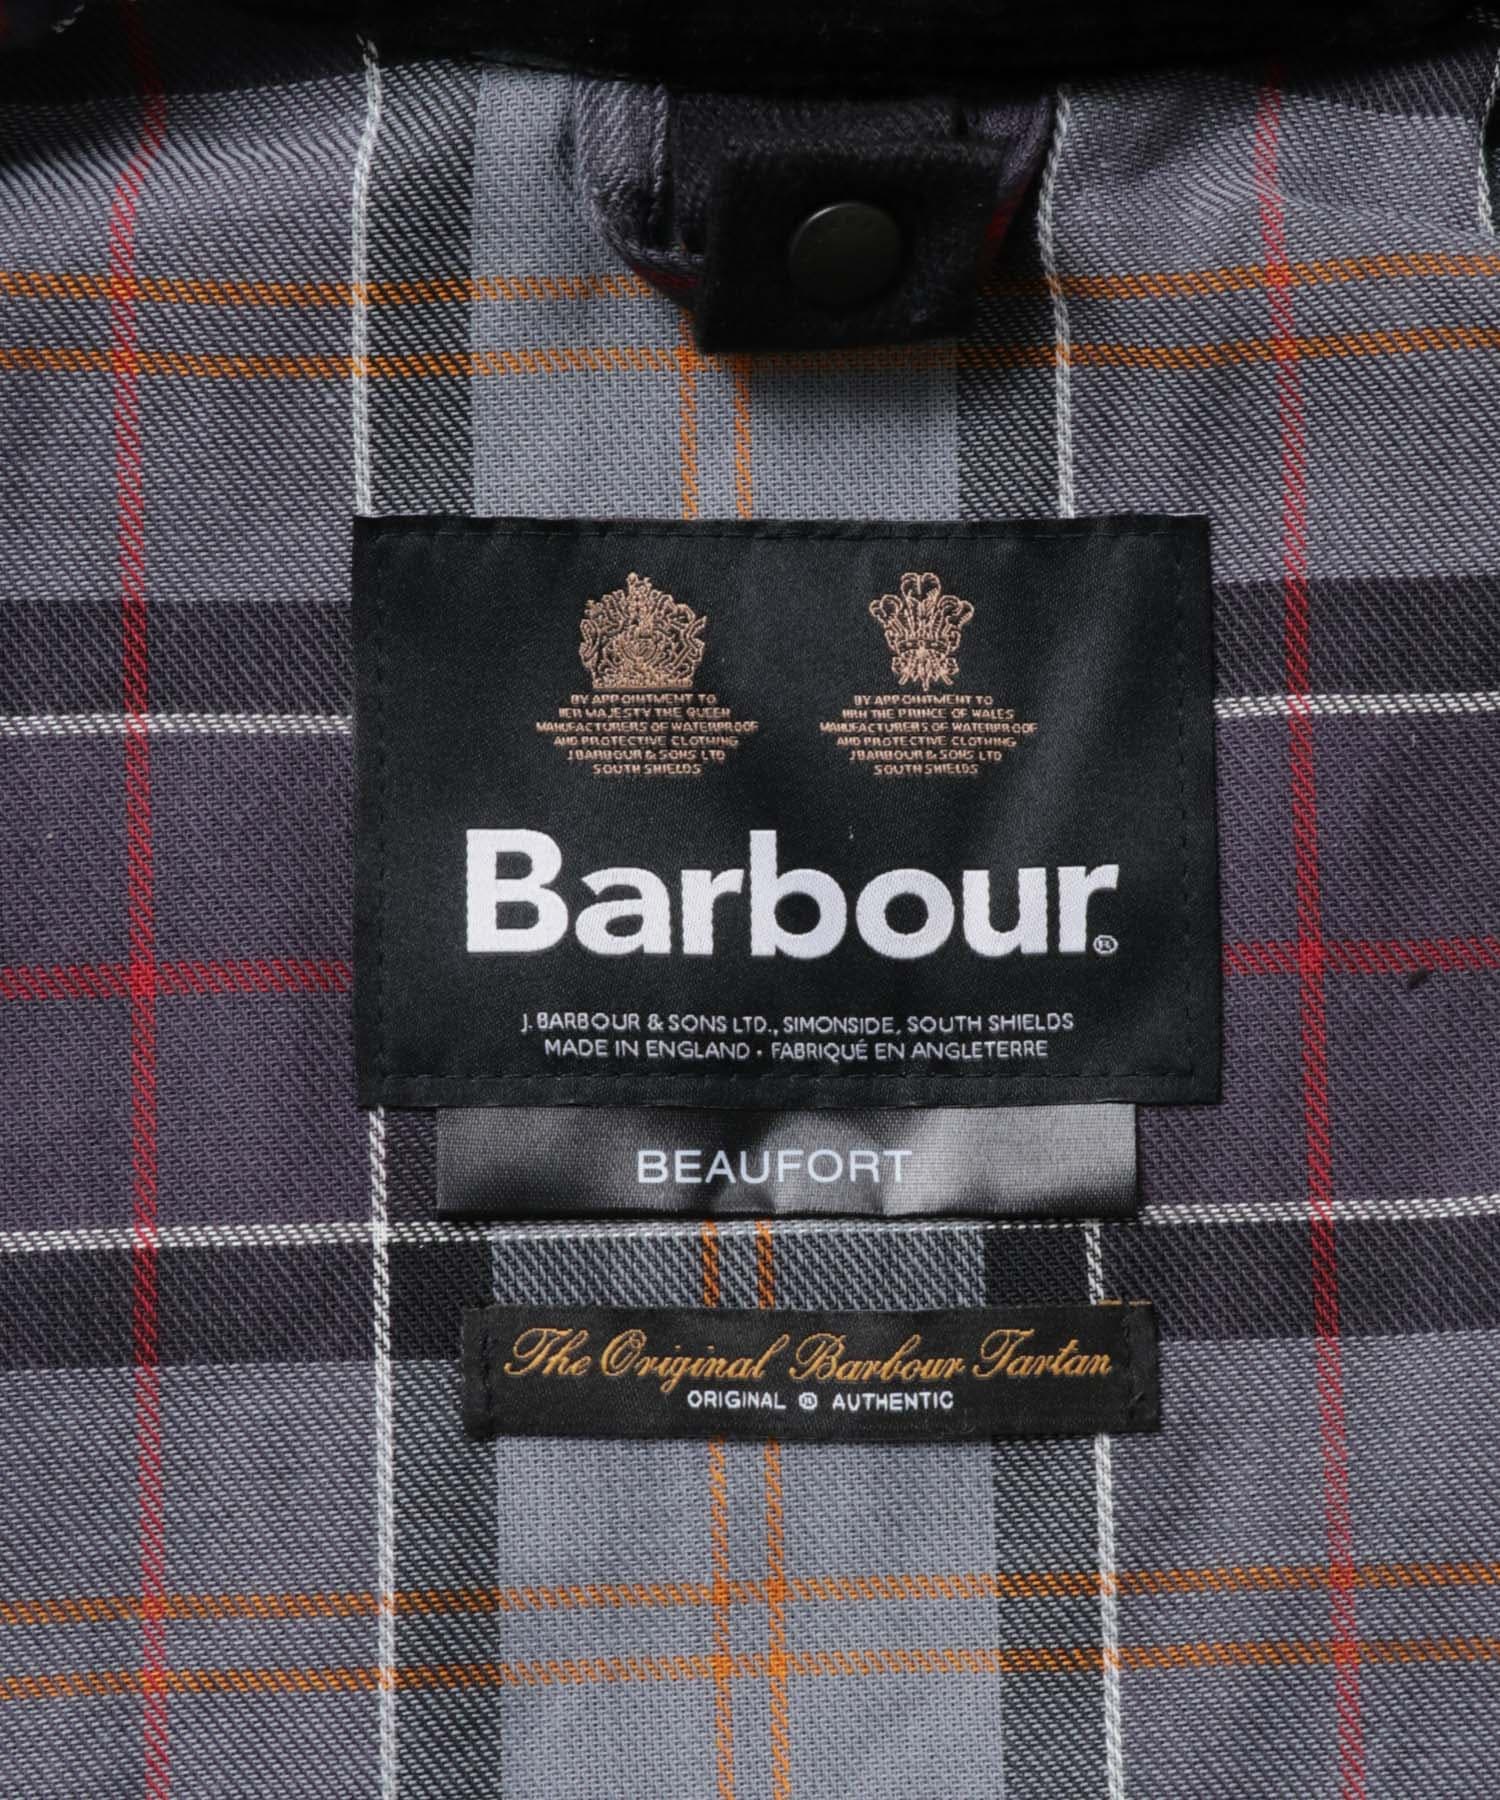 BY APPOINTMENT TO
HER MAJESTY THE QUEEN
MANUFACTURERS OF WATERPROOF
AND PROTECTIVE CLOTHING
J BARBOUR & SONS LTD
SOUTH SHIELDS
BY APPOINTMENT TO
HRH THE PRINCE OF WALES
MANUFACTURERS OF WATERPROOF
AND PROTECTIVE CLOTHING
J BARBOUR & SONS LTD
SOUTH SHIELDS
Barbour®
J. BARBOUR & SONS LTD., SIMONSIDE, SOUTH SHIELDS
MADE IN ENGLAND · FABRIQUÉ EN ANGLETERRE
BEAUFORT
The Original Barbour Tartan
ORIGINAL ® AUTHENTIC